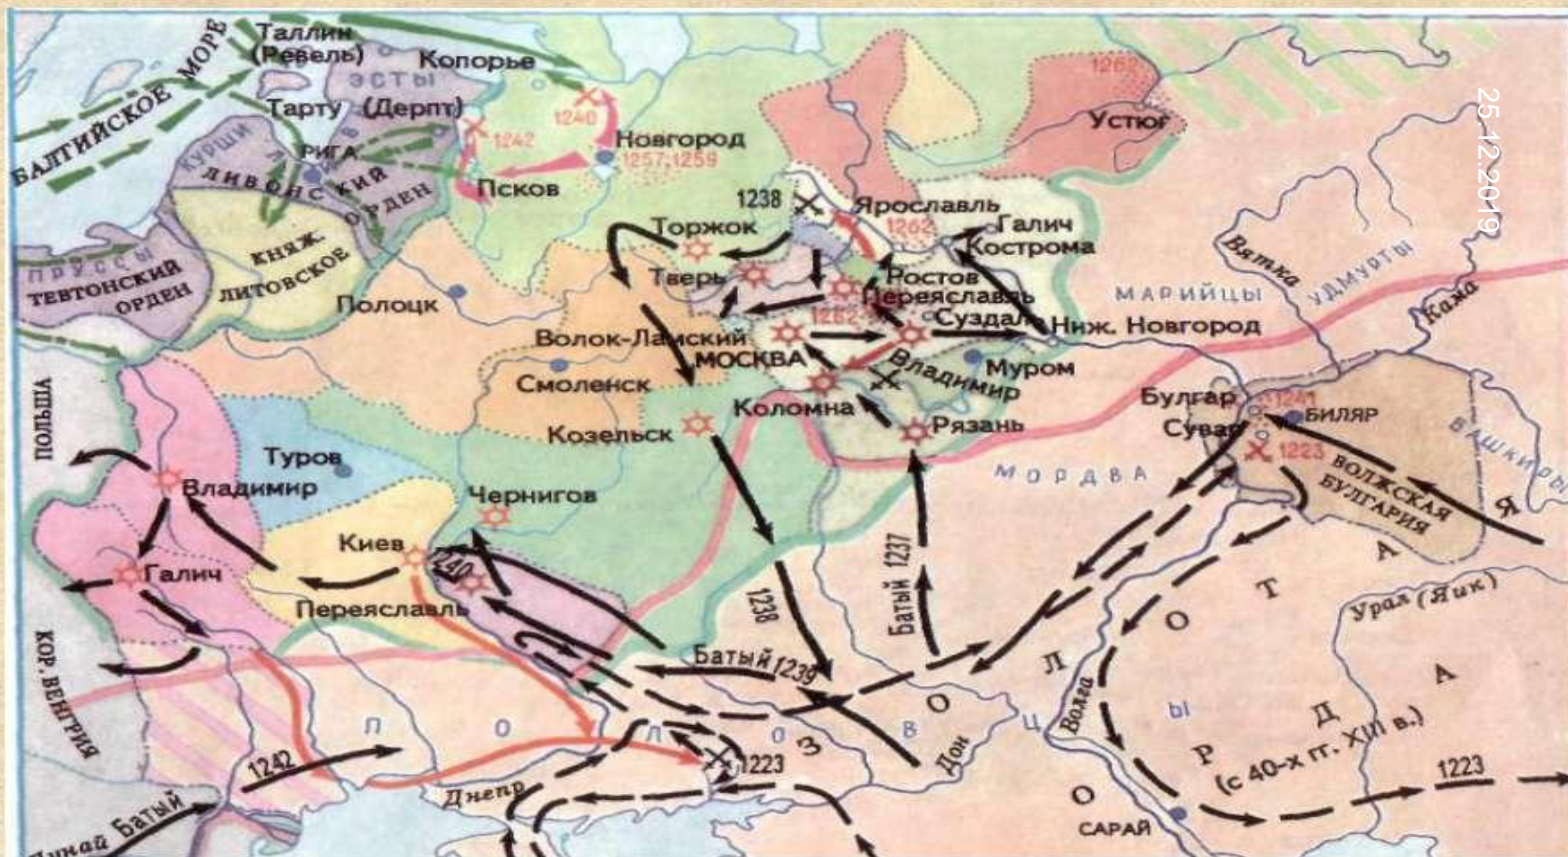 Таллин
(Ревель)
МОРЕ
БАЛТИЙСКОЕ
Копорье
ЭСТЫ
Тарту (Дерпт)
1240
1242
Новгород
1257;1259
КУРШИ
РИГА
ЛИВОНСКИЙ
ОРДЕН
Псков
1262
Устюг
25.12.2019
1238
Ярославль
1262
Галич
Кострома
Торжок
Тверь
Ростов
Переяславль
Суздаль
1262
Ниж. Новгород
Вятка
УДМУРТЫ
МАРИЙЦЫ
Кама
ПРУССЫ
ТЕВТОНСКИЙ
ОРДЕН
КНЯЖ.
ЛИТОВСКОЕ
Полоцк
Волок-Ламский
МОСКВА
Смоленск
Владимир
Муром
Коломна
Козельск
Рязань
Булгар
1241
БИЛЯР
Сувар
1223
ВОЛЖСКАЯ
БУЛГАРИЯ
БАШКИРЫ
МОРДВА
ПОЛЬША
Туров
Владимир
Чернигов
Киев
1240
Галич
Переяславль
1238
Батый 1237
Батый 1239
КОР. ВЕНГРИЯ
Урал (Яик)
ЗОЛОТАЯ
ОРДА
(с 40-х гг. XIII в.)
ПОЛОВЦЫ
Волга
Дон
1242
1223
1223
Днепр
Дунай Батый
САРАЙ